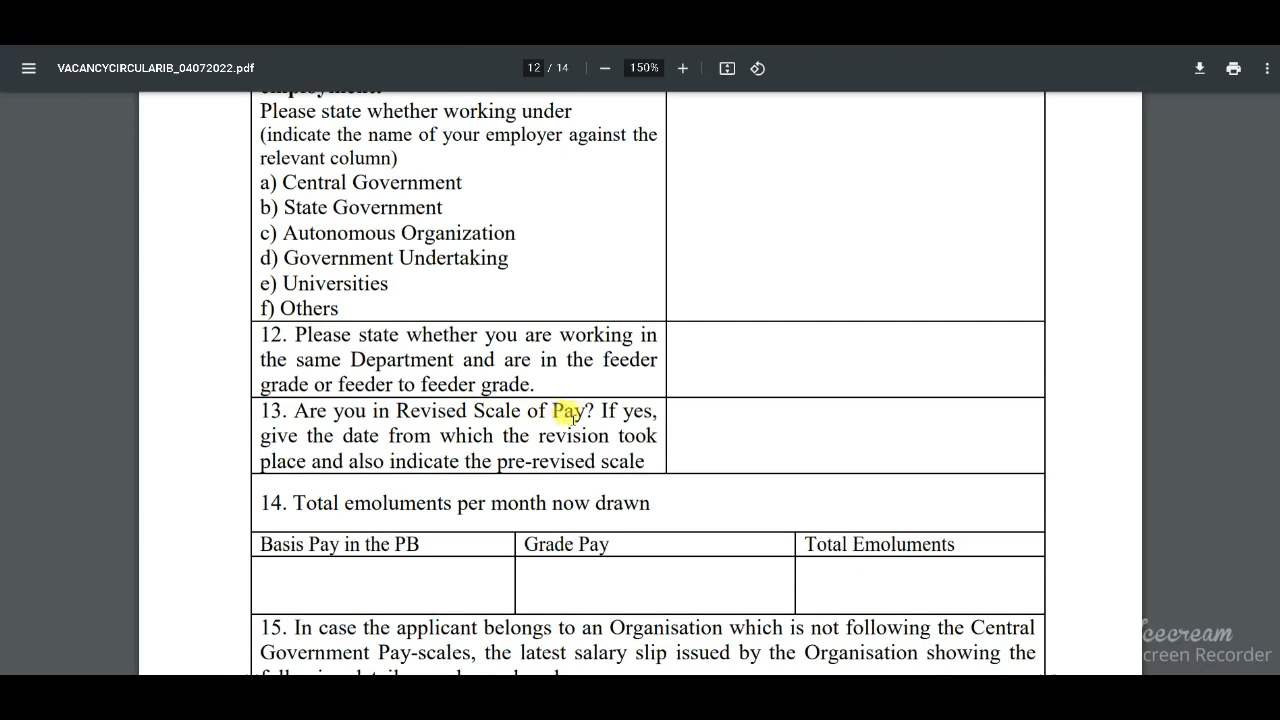 VACANCYCIRCULARIB_04072022.pdf
12 / 14
150%
employment.
Please state whether working under
(indicate the name of your employer against the
relevant column)
a) Central Government
b) State Government
c) Autonomous Organization
d) Government Undertaking
e) Universities
f) Others
12. Please state whether you are working in
the same Department and are in the feeder
grade or feeder to feeder grade.
13. Are you in Revised Scale of Pay? If yes,
give the date from which the revision took
place and also indicate the pre-revised scale
14. Total emoluments per month now drawn
Basis Pay in the PB
Grade Pay
Total Emoluments
15. In case the applicant belongs to an Organisation which is not following the Central
Government Pay-scales, the latest salary slip issued by the Organisation showing the
Icecream
Screen Recorder